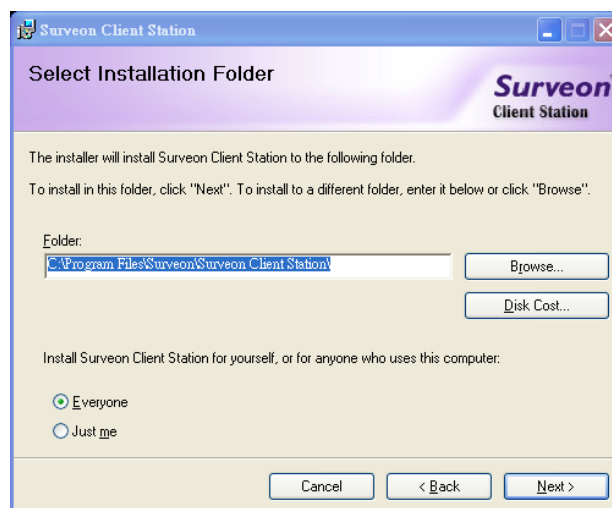 Surveon Client Station
Select Installation Folder
Surveon
Client Station
The installer will install Surveon Client Station to the following folder.
To install in this folder, click "Next". To install to a different folder, enter it below or click "Browse".
Folder:
C:\Program Files\Surveon\Surveon Client Station\
Browse...
Disk Cost...
Install Surveon Client Station for yourself, or for anyone who uses this computer:
Everyone
Just me
Cancel
< Back
Next >